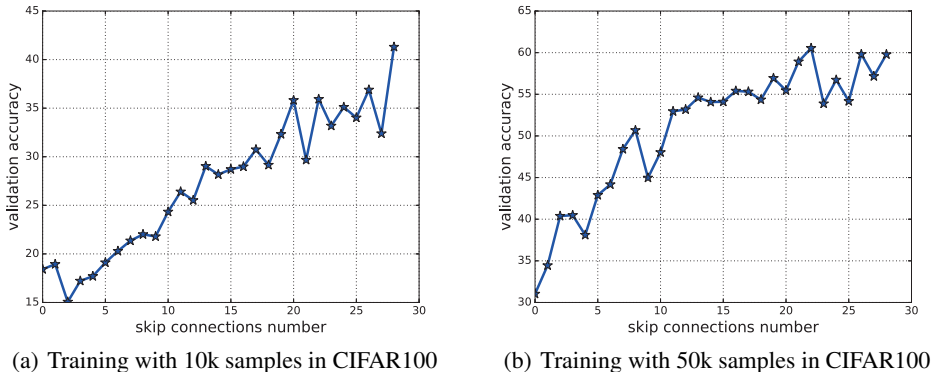 45
40
35
30
25
20
15
validation accuracy
0 5 10 15 20 25 30
skip connections number
(a) Training with 10k samples in CIFAR100
65
60
55
50
45
40
35
30
validation accuracy
0 5 10 15 20 25 30
skip connections number
(b) Training with 50k samples in CIFAR100